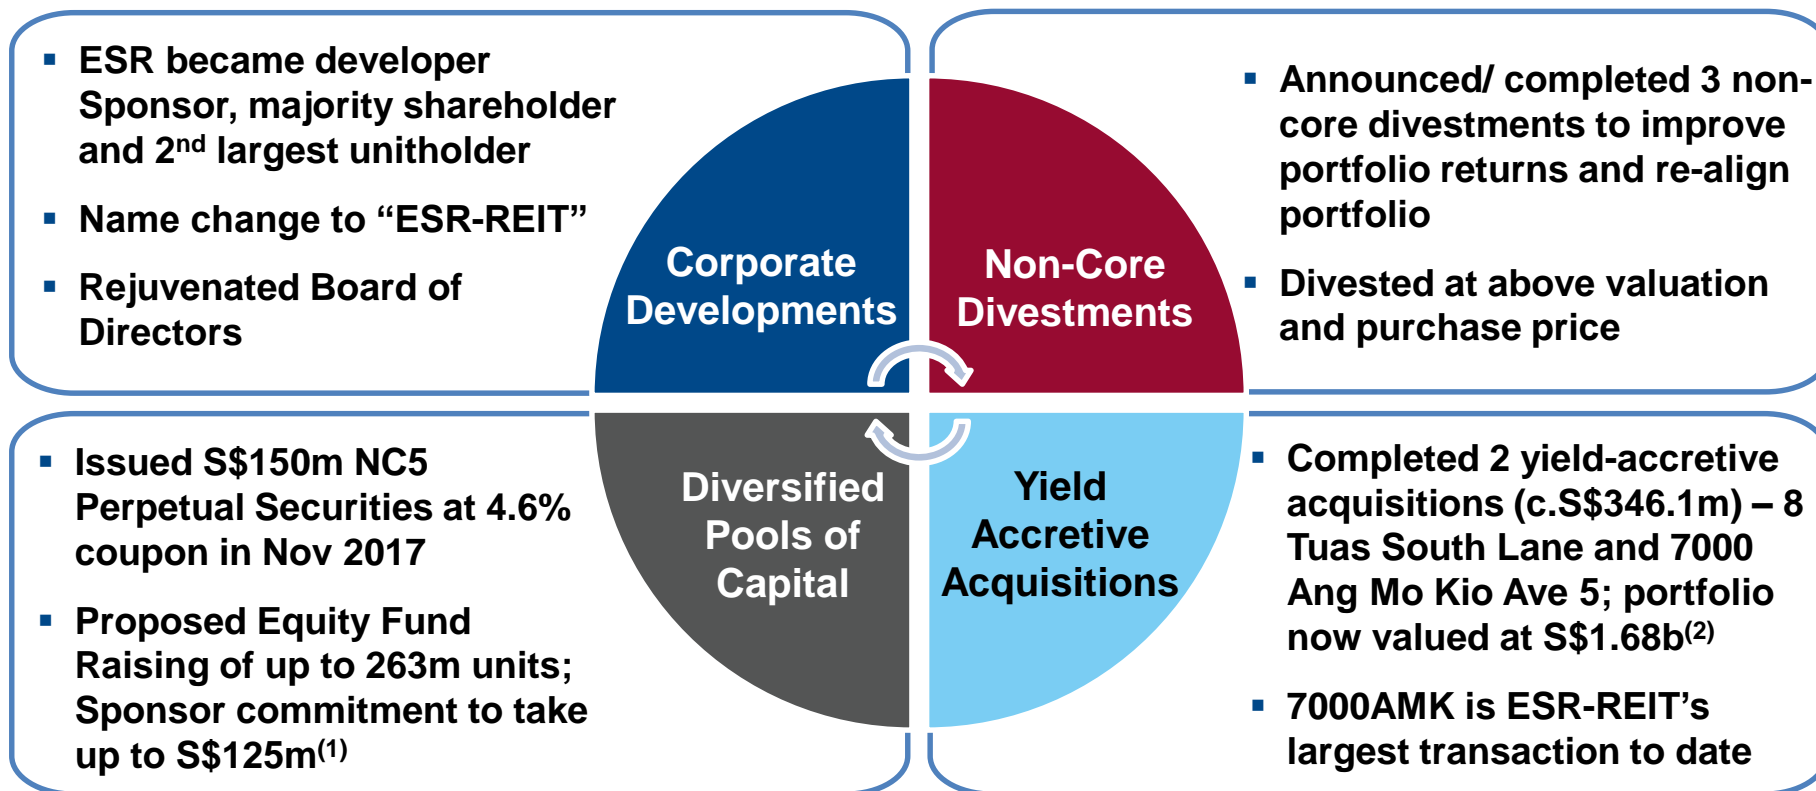 ▪ ESR became developer
Sponsor, majority shareholder
and 2nd largest unitholder
▪ Name change to “ESR-REIT”
▪ Rejuvenated Board of
Directors
Corporate
Developments
Non-Core
Divestments
▪ Announced/ completed 3 non-
core divestments to improve
portfolio returns and re-align
portfolio
▪ Divested at above valuation
and purchase price
▪ Issued S$150m NC5
Perpetual Securities at 4.6%
coupon in Nov 2017
▪ Proposed Equity Fund
Raising of up to 263m units;
Sponsor commitment to take
up to S$125m(1)
Diversified
Pools of
Capital
Yield
Accretive
Acquisitions
▪ Completed 2 yield-accretive
acquisitions (c.S$346.1m) – 8
Tuas South Lane and 7000
Ang Mo Kio Ave 5; portfolio
now valued at S$1.68b(2)
▪ 7000AMK is ESR-REIT’s
largest transaction to date